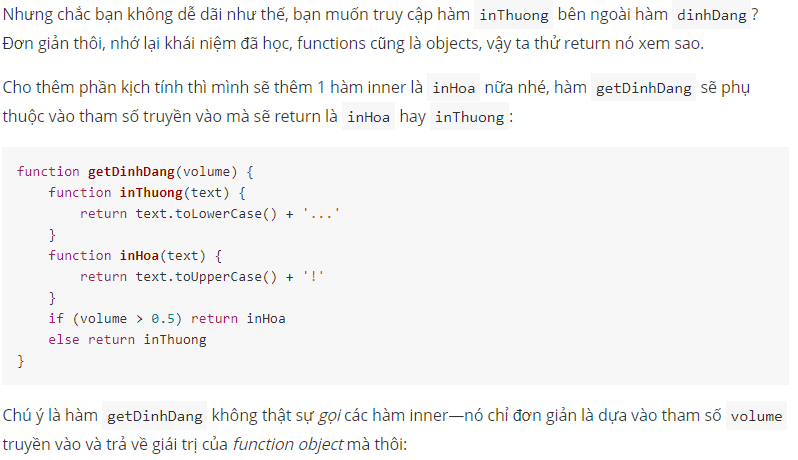 Nhưng chắc bạn không dễ dãi như thế, bạn muốn truy cập hàm inThuong bên ngoài hàm dinhDang?
Đơn giản thôi, nhớ lại khái niệm đã học, functions cũng là objects, vậy ta thử return nó xem sao.
Cho thêm phần kịch tính thì mình sẽ thêm 1 hàm inner là inHoa nữa nhé, hàm getDinhDang sẽ phụ
thuộc vào tham số truyền vào mà sẽ return là inHoa hay inThuong:
function getDinhDang(volume) {
    function inThuong(text) {
        return text.toLowerCase() + '...'
    }
    function inHoa(text) {
        return text.toUpperCase() + '!'
    }
    if (volume > 0.5) return inHoa
    else return inThuong
}
Chú ý là hàm getDinhDang không thật sự gọi các hàm inner—nó chỉ đơn giản là dựa vào tham số volume
truyền vào và trả về giái trị của function object mà thôi: